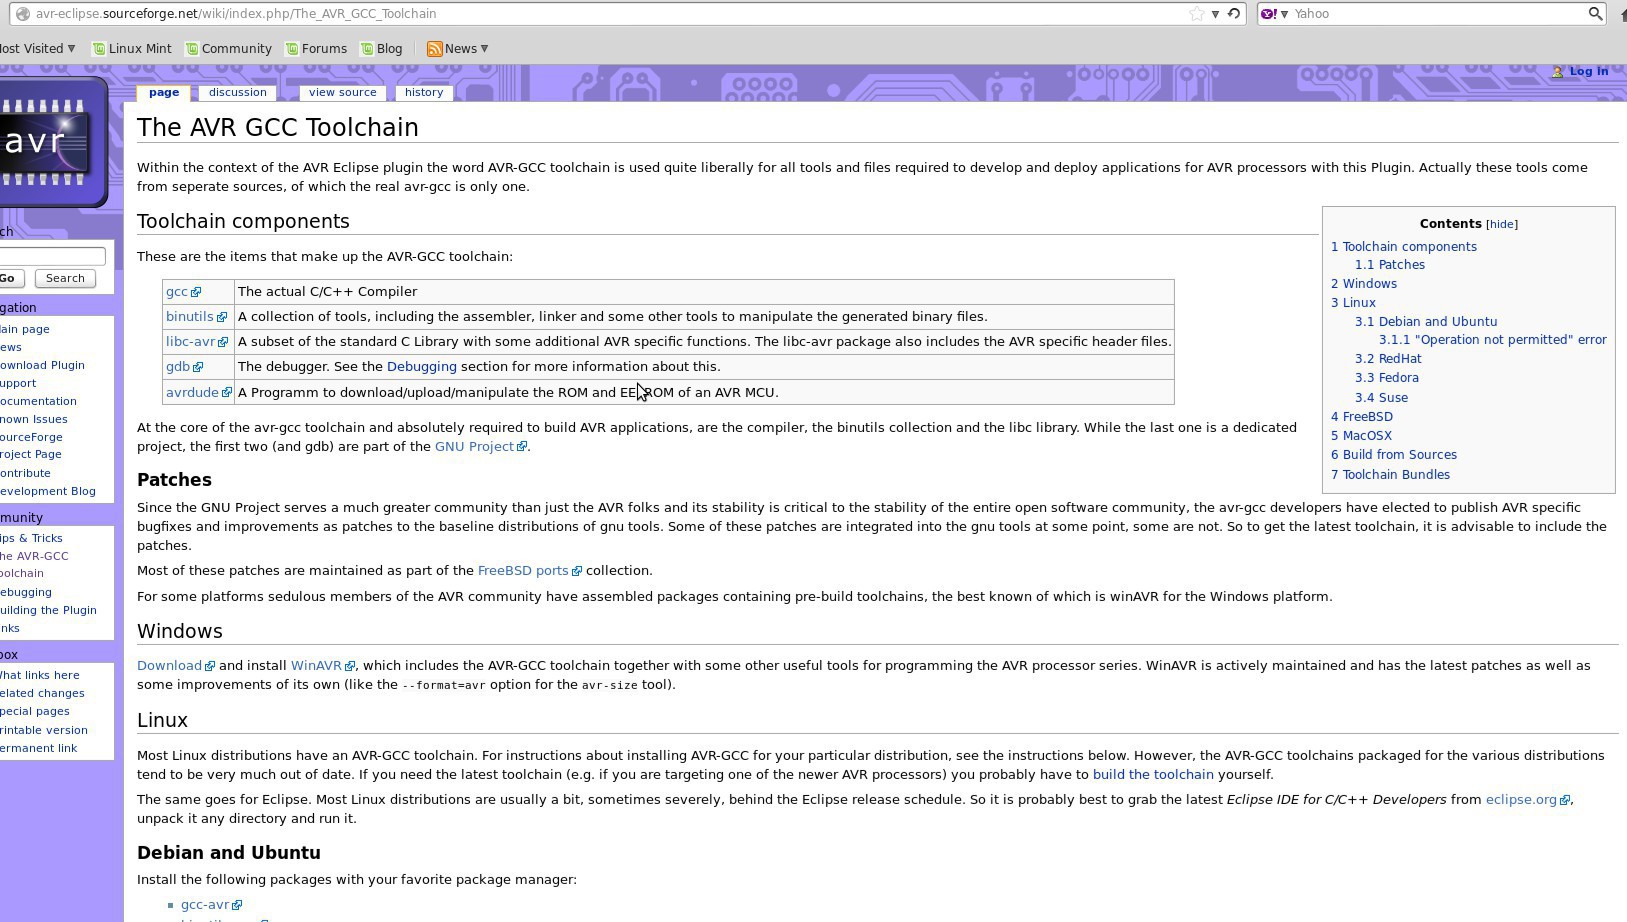 avr-eclipse.sourceforge.net/wiki/index.php/The_AVR_GCC_Toolchain
Yahoo
ost Visited
Linux Mint
Community
Forums
Blog
News
Log in
page
discussion
view source
history
avr
The AVR GCC Toolchain
Within the context of the AVR Eclipse plugin the word AVR-GCC toolchain is used quite liberally for all tools and files required to develop and deploy applications for AVR processors with this Plugin. Actually these tools come
from seperate sources, of which the real avr-gcc is only one.
Toolchain components
These are the items that make up the AVR-GCC toolchain:
gcc The actual C/C++ Compiler
binutils A collection of tools, including the assembler, linker and some other tools to manipulate the generated binary files.
libc-avr A subset of the standard C Library with some additional AVR specific functions. The libc-avr package also includes the AVR specific header files.
gdb The debugger. See the Debugging section for more information about this.
avrdude A Programm to download/upload/manipulate the ROM and EEPROM of an AVR MCU.
At the core of the avr-gcc toolchain and absolutely required to build AVR applications, are the compiler, the binutils collection and the libc library. While the last one is a dedicated
project, the first two (and gdb) are part of the GNU Project.
Contents [hide]
1 Toolchain components
1.1 Patches
2 Windows
3 Linux
3.1 Debian and Ubuntu
3.1.1 "Operation not permitted" error
3.2 RedHat
3.3 Fedora
3.4 Suse
4 FreeBSD
5 MacOSX
6 Build from Sources
7 Toolchain Bundles
Patches
Since the GNU Project serves a much greater community than just the AVR folks and its stability is critical to the stability of the entire open software community, the avr-gcc developers have elected to publish AVR specific
bugfixes and improvements as patches to the baseline distributions of gnu tools. Some of these patches are integrated into the gnu tools at some point, some are not. So to get the latest toolchain, it is advisable to include the
patches.
Most of these patches are maintained as part of the FreeBSD ports collection.
For some platforms sedulous members of the AVR community have assembled packages containing pre-build toolchains, the best known of which is winAVR for the Windows platform.
Windows
Download and install WinAVR, which includes the AVR-GCC toolchain together with some other useful tools for programming the AVR processor series. WinAVR is actively maintained and has the latest patches as well as
some improvements of its own (like the --format=avr option for the avr-size tool).
Linux
Most Linux distributions have an AVR-GCC toolchain. For instructions about installing AVR-GCC for your particular distribution, see the instructions below. However, the AVR-GCC toolchains packaged for the various distributions
tend to be very much out of date. If you need the latest toolchain (e.g. if you are targeting one of the newer AVR processors) you probably have to build the toolchain yourself.
The same goes for Eclipse. Most Linux distributions are usually a bit, sometimes severely, behind the Eclipse release schedule. So it is probably best to grab the latest Eclipse IDE for C/C++ Developers from eclipse.org,
unpack it any directory and run it.
Debian and Ubuntu
Install the following packages with your favorite package manager:
gcc-avr
ch
Go
Search
gation
ain page
ews
ownload Plugin
upport
ocumentation
nown Issues
ourceForge
roject Page
ontribute
evelopment Blog
munity
ips & Tricks
he AVR-GCC
oolchain
ebugging
uilding the Plugin
nks
box
hat links here
elated changes
pecial pages
rintable version
ermanent link